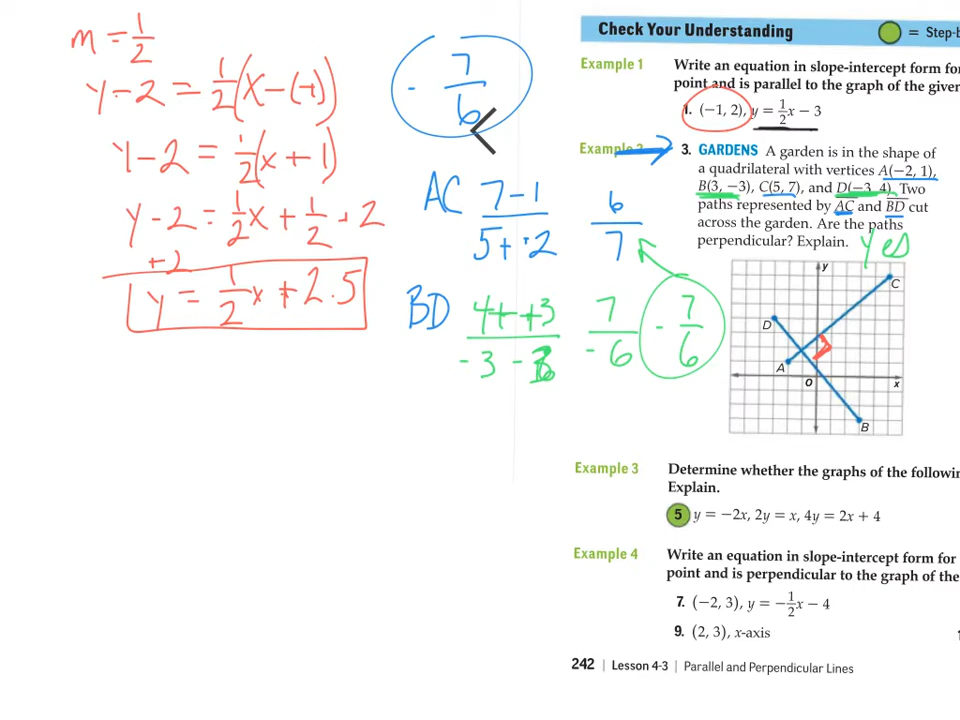 m = 1/2
y - 2 = 1/2(x - (-1))
y - 2 = 1/2(x + 1)
y - 2 = 1/2x + 1/2 + 2
+2
y = 1/2x + 2.5
- 7/6
AC 7-1/5+2 6/7
BD 4+3/-3-3 7/-6 - 7/6
Check Your Understanding
= Step-b
Example 1 Write an equation in slope-intercept form for
point and is parallel to the graph of the given
1. (−1, 2), y = 1/2x − 3
Example 2 3. GARDENS A garden is in the shape of
a quadrilateral with vertices A(−2, 1),
B(3, −3), C(5, 7), and D(−3, 4). Two
paths represented by AC and BD cut
across the garden. Are the paths
perpendicular? Explain. yes
y
C
D
A
O
x
B
Example 3 Determine whether the graphs of the followin
Explain.
5 y = −2x, 2y = x, 4y = 2x + 4
Example 4 Write an equation in slope-intercept form for
point and is perpendicular to the graph of the
7. (−2, 3), y = −1/2x − 4
9. (2, 3), x-axis
242 | Lesson 4-3 | Parallel and Perpendicular Lines